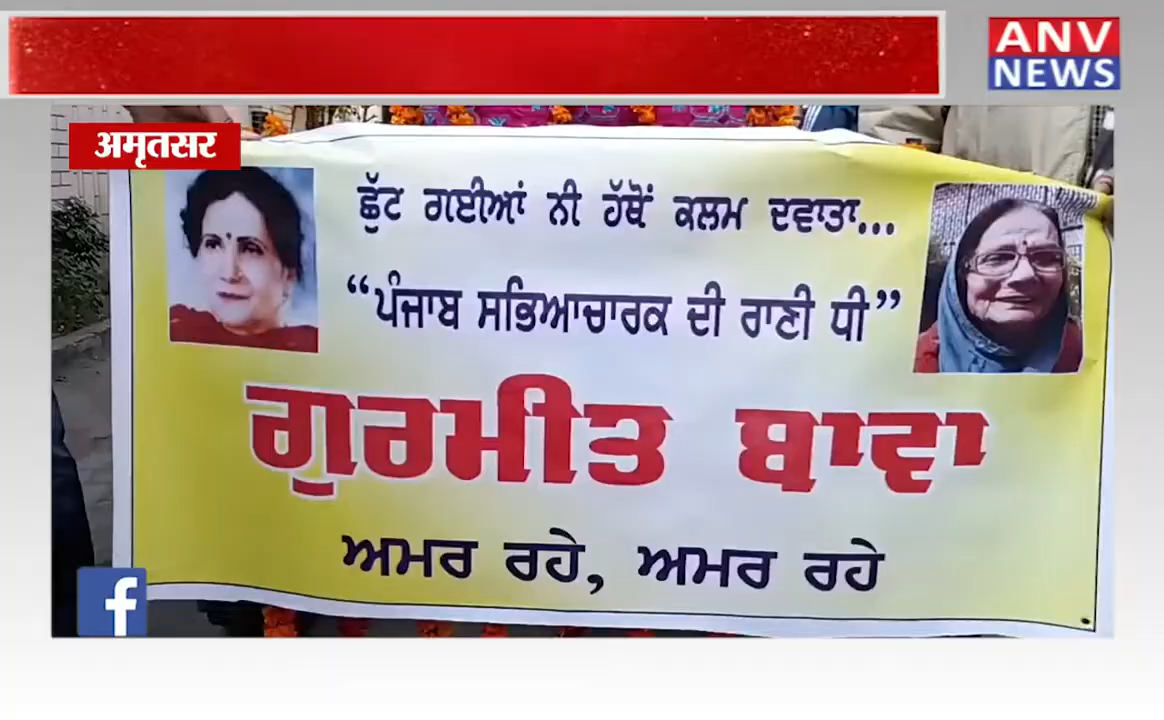 ANV
NEWS
अमृतसर
ਛੁੱਟ ਗਈਆਂ ਨੀ ਹੱਥੋਂ ਕਲਮ ਦਵਾਤਾ...
“ਪੰਜਾਬ ਸਭਿਆਚਾਰਕ ਦੀ ਰਾਣੀ ਧੀ”
ਗੁਰਮੀਤ ਬਾਵਾ
ਅਮਰ ਰਹੇ, ਅਮਰ ਰਹੇ
f